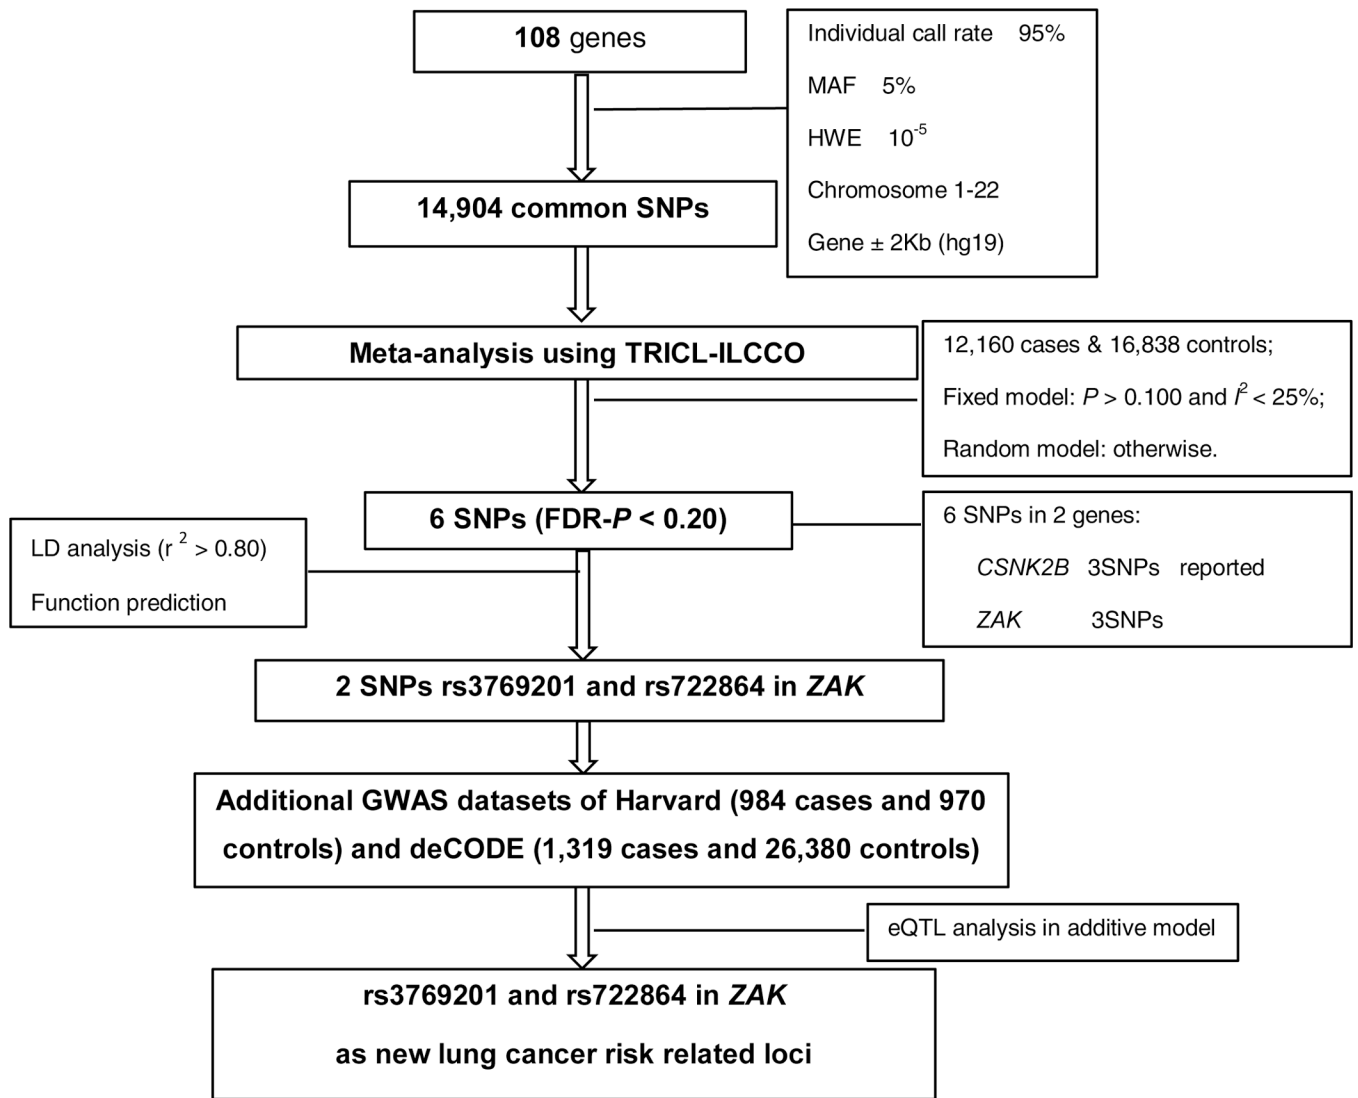 108 genes
Individual call rate 95%
MAF 5%
HWE 10^-5
Chromosome 1-22
Gene ± 2Kb (hg19)
14,904 common SNPs
Meta-analysis using TRICL-ILCCO
12,160 cases & 16,838 controls;
Fixed model: P > 0.100 and I² < 25%;
Random model: otherwise.
6 SNPs (FDR-P < 0.20)
6 SNPs in 2 genes:
CSNK2B 3SNPs reported
ZAK 3SNPs
LD analysis (r ² > 0.80)
Function prediction
2 SNPs rs3769201 and rs722864 in ZAK
Additional GWAS datasets of Harvard (984 cases and 970
controls) and deCODE (1,319 cases and 26,380 controls)
eQTL analysis in additive model
rs3769201 and rs722864 in ZAK
as new lung cancer risk related loci